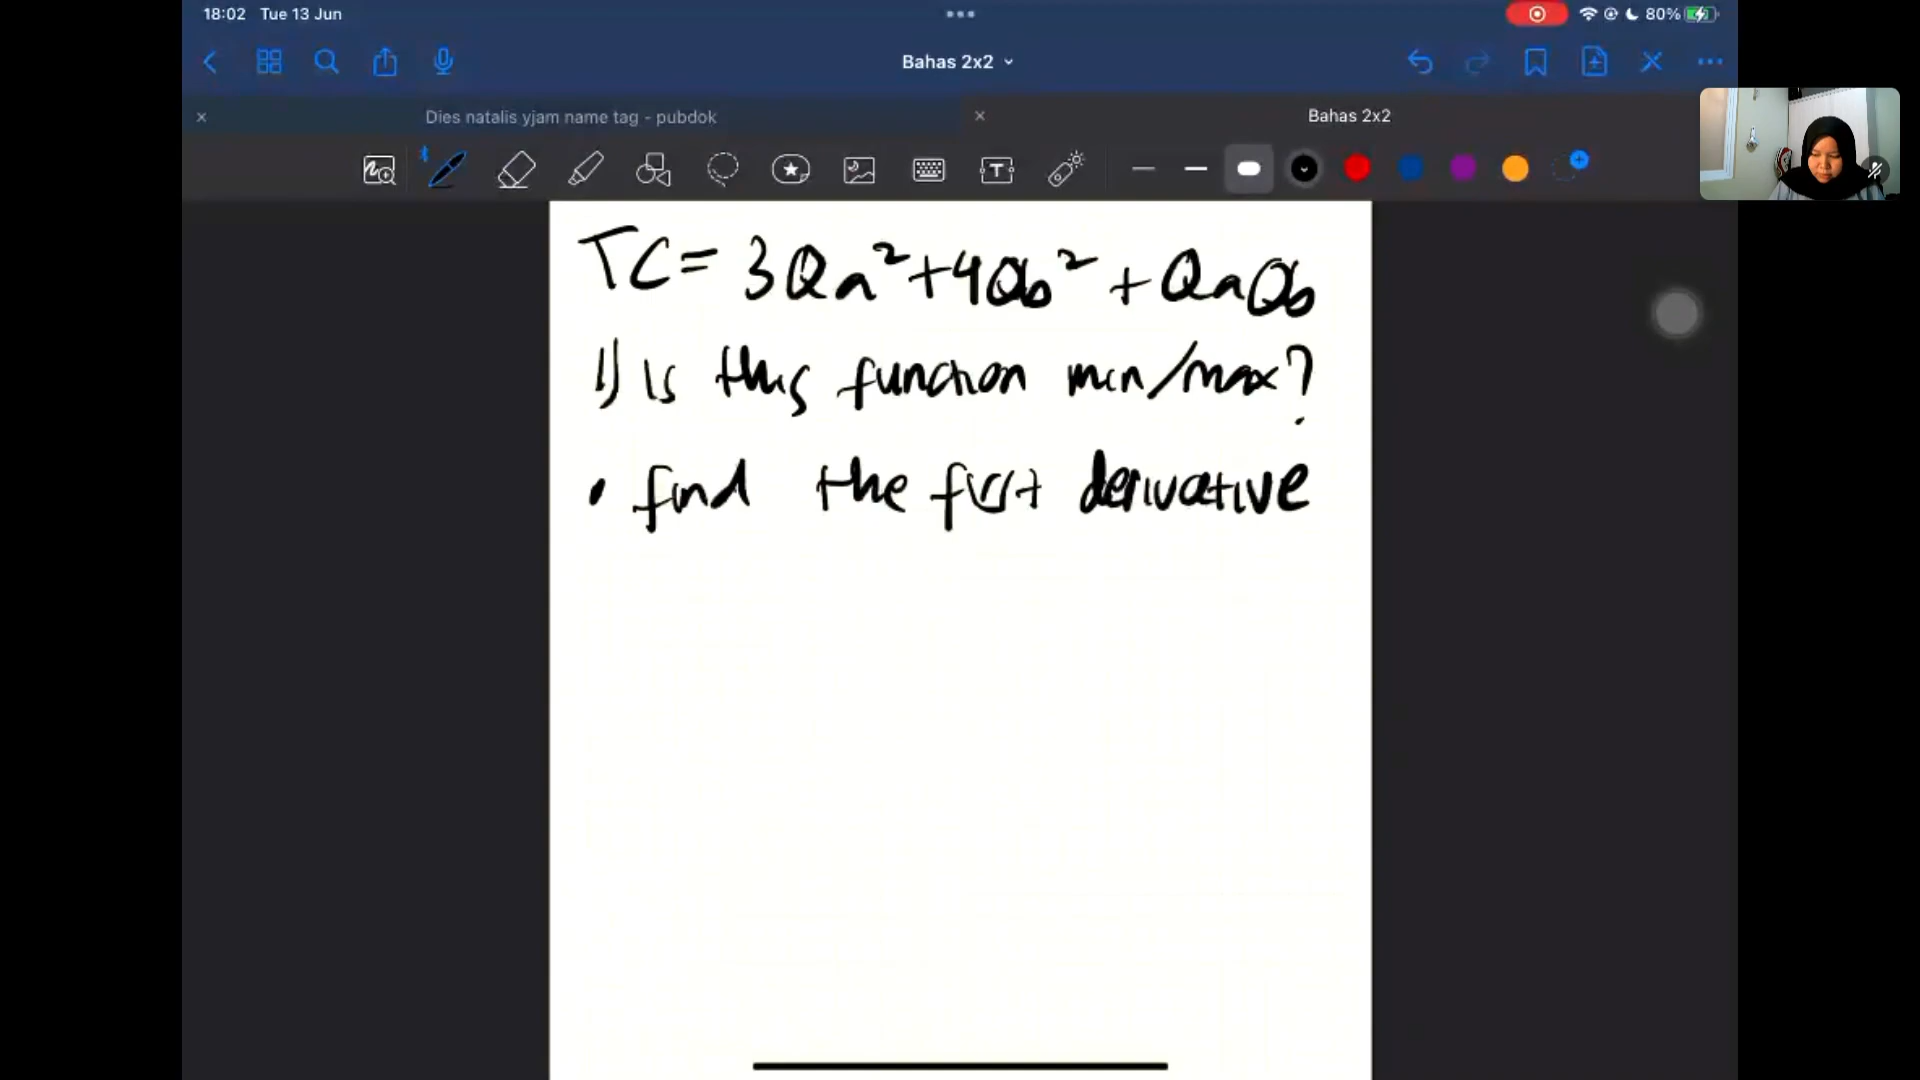 18:02 Tue 13 Jun 80%
Bahas 2x2
Dies natalis yjam name tag - pubdok Bahas 2x2
TC = 3Qa² + 4Qb² + QaQb
1) Is this function min/max?
• find the first derivative